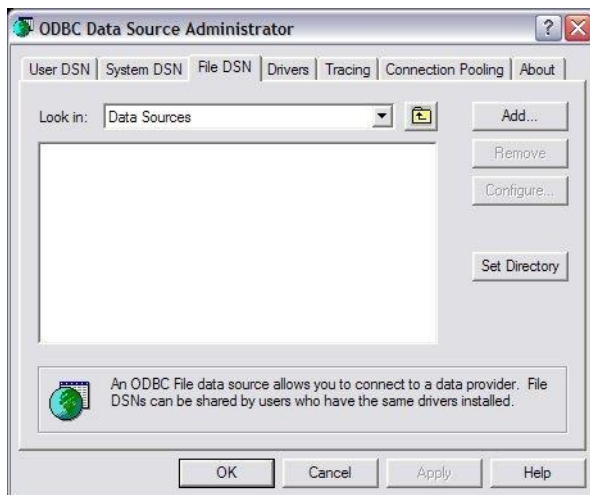 ODBC Data Source Administrator
User DSN System DSN File DSN Drivers Tracing Connection Pooling About
Look in: Data Sources Add...
Remove
Configure...
Set Directory
An ODBC File data source allows you to connect to a data provider. File
DSNs can be shared by users who have the same drivers installed.
OK Cancel Apply Help